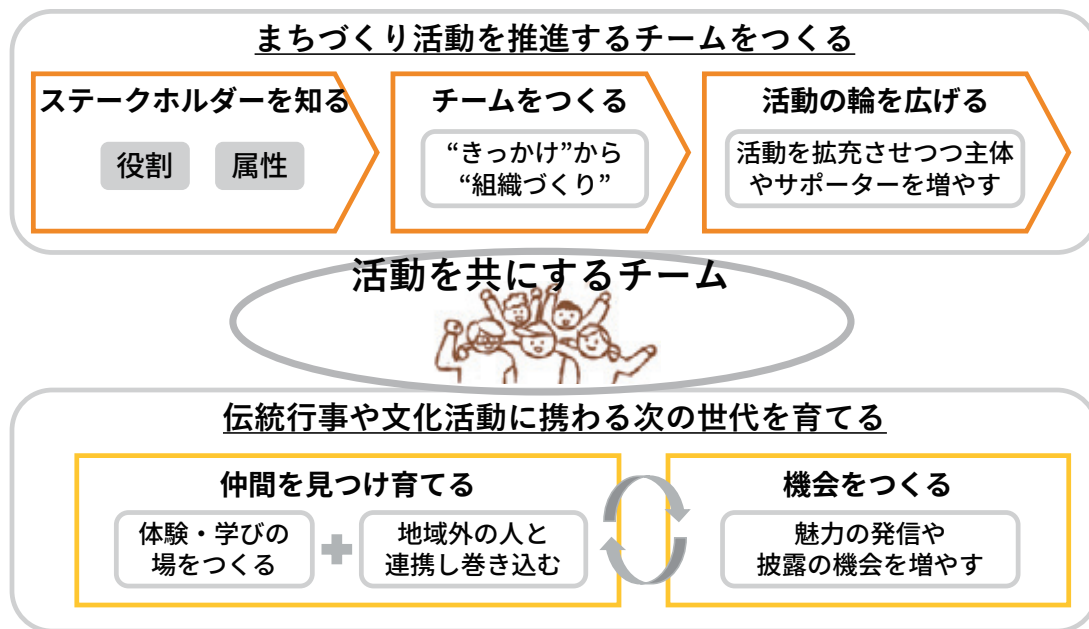 まちづくり活動を推進するチームをつくる
ステークホルダーを知る
役割
属性
チームをつくる
“きっかけ”から
“組織づくり”
活動の輪を広げる
活動を拡充させつつ主体
やサポーターを増やす
活動を共にするチーム
伝統行事や文化活動に携わる次の世代を育てる
仲間を見つけ育てる
体験・学びの
場をつくる
地域外の人と
連携し巻き込む
機会をつくる
魅力の発信や
披露の機会を増やす